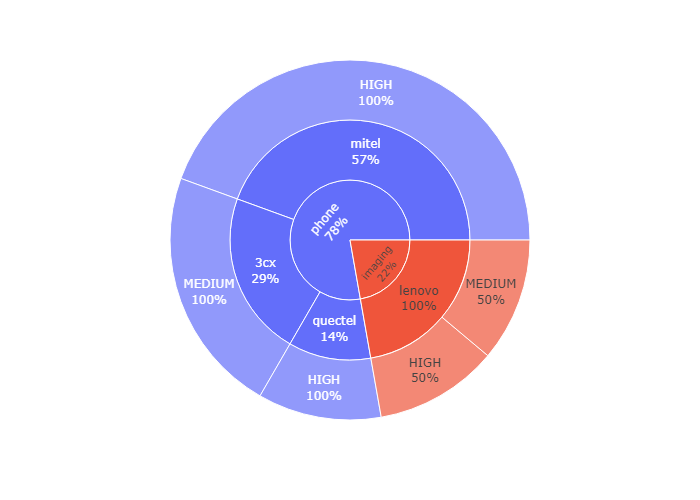 HIGH
100%
mitel
57%
phone
78%
imaging
22%
3cx
29%
MEDIUM
100%
lenovo
100%
MEDIUM
50%
quectel
14%
HIGH
50%
HIGH
100%